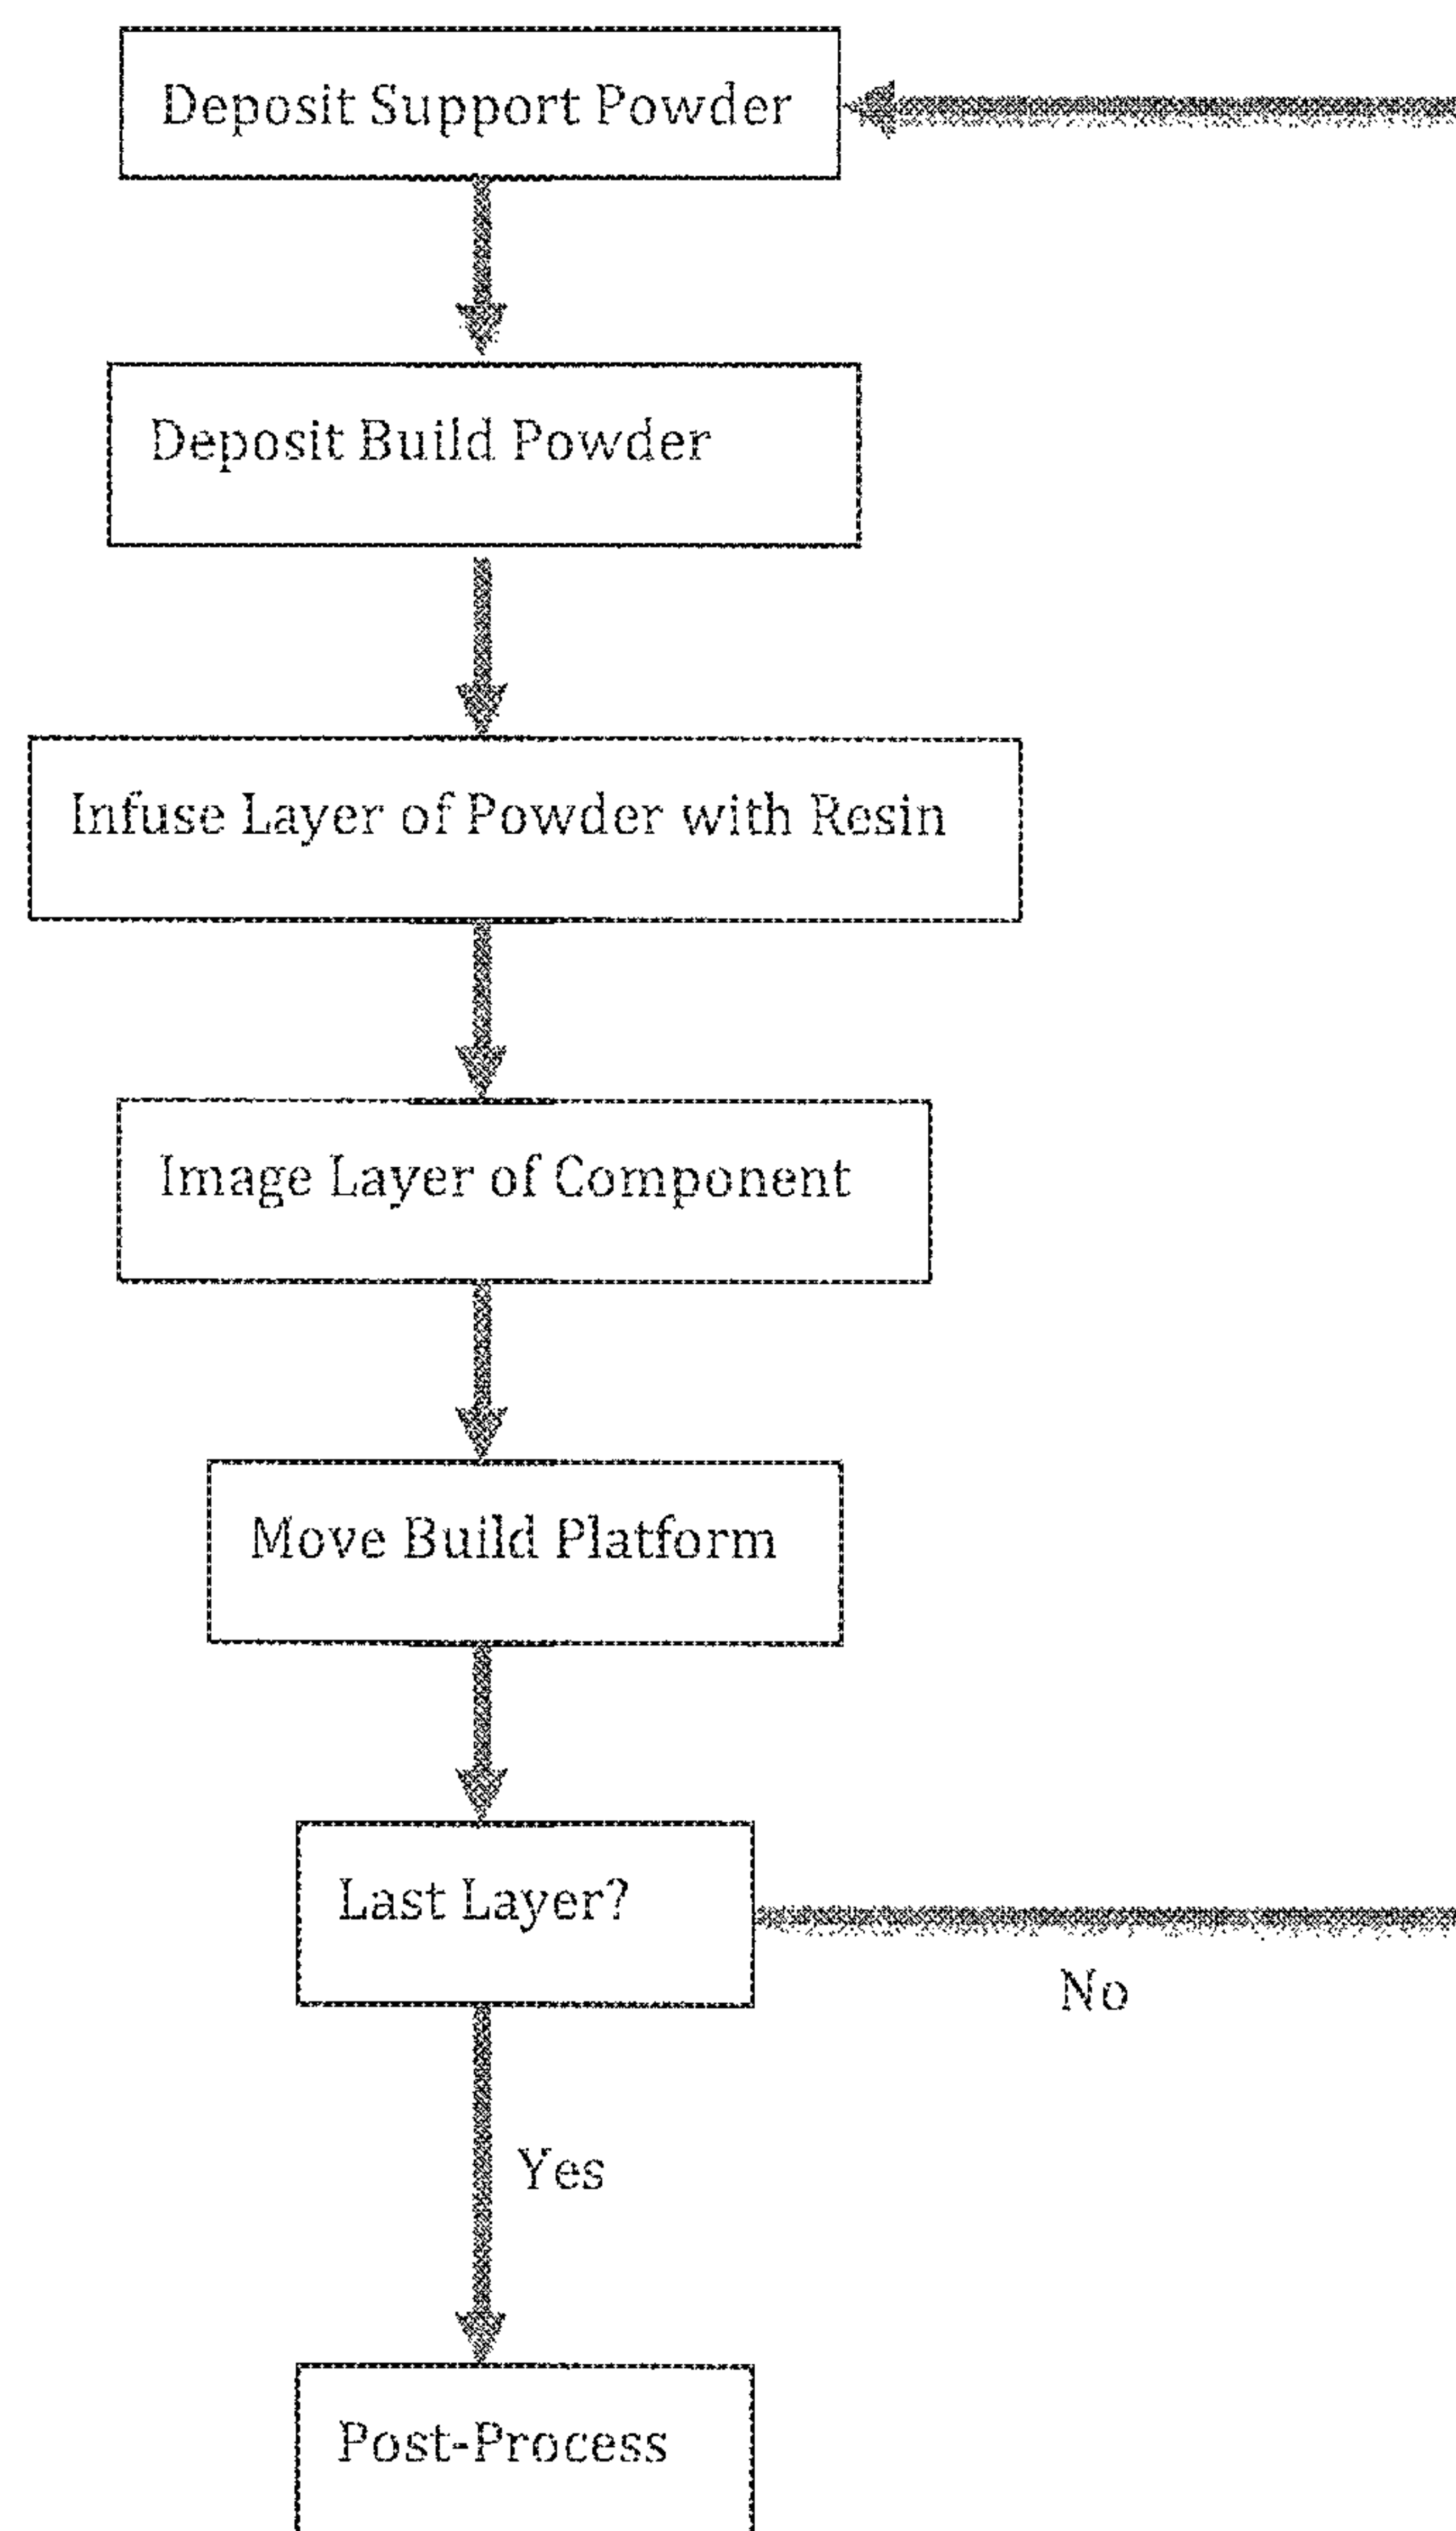 Deposit Support Powder
Deposit Build Powder
Infuse Layer of Powder with Resin
Image Layer of Component
Move Build Platform
Last Layer?
No
Yes
Post-Process